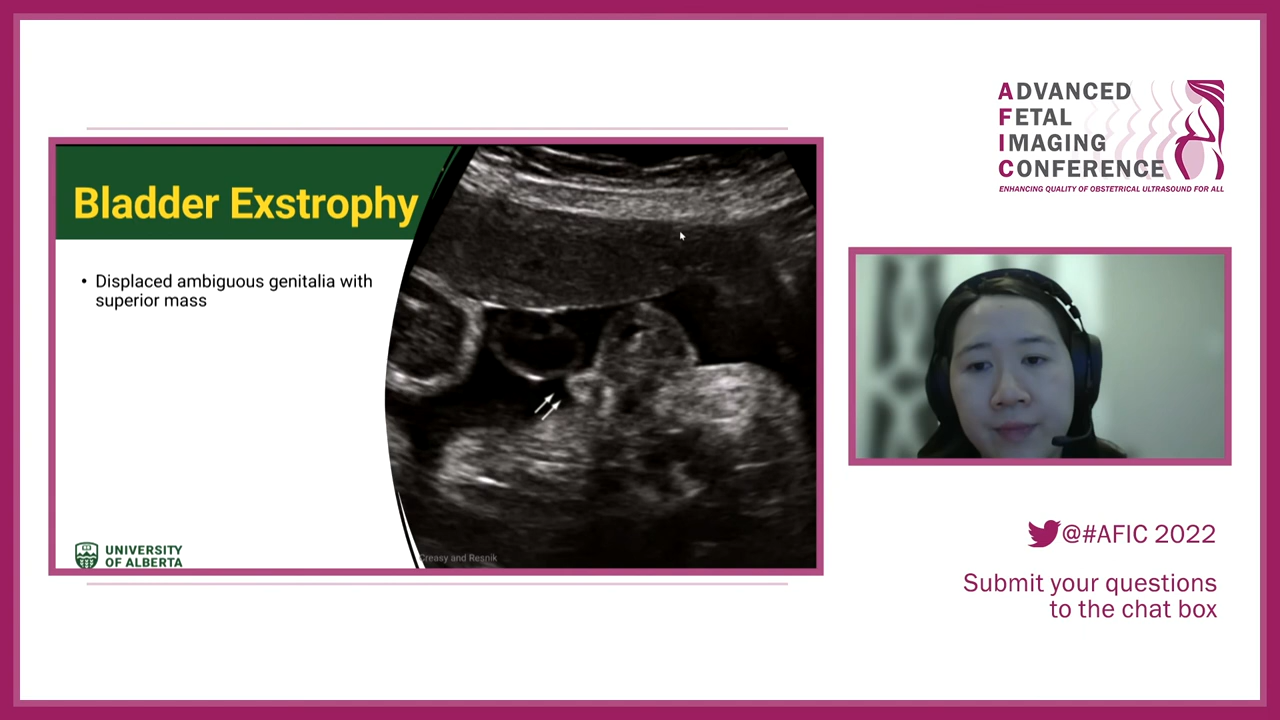 Bladder Exstrophy
• Displaced ambiguous genitalia with
superior mass
UNIVERSITY
OF ALBERTA
Creasy and Resnik
ADVANCED
FETAL
IMAGING
CONFERENCE
ENHANCING QUALITY OF OBSTETRICAL ULTRASOUND FOR ALL
@#AFIC 2022
Submit your questions
to the chat box